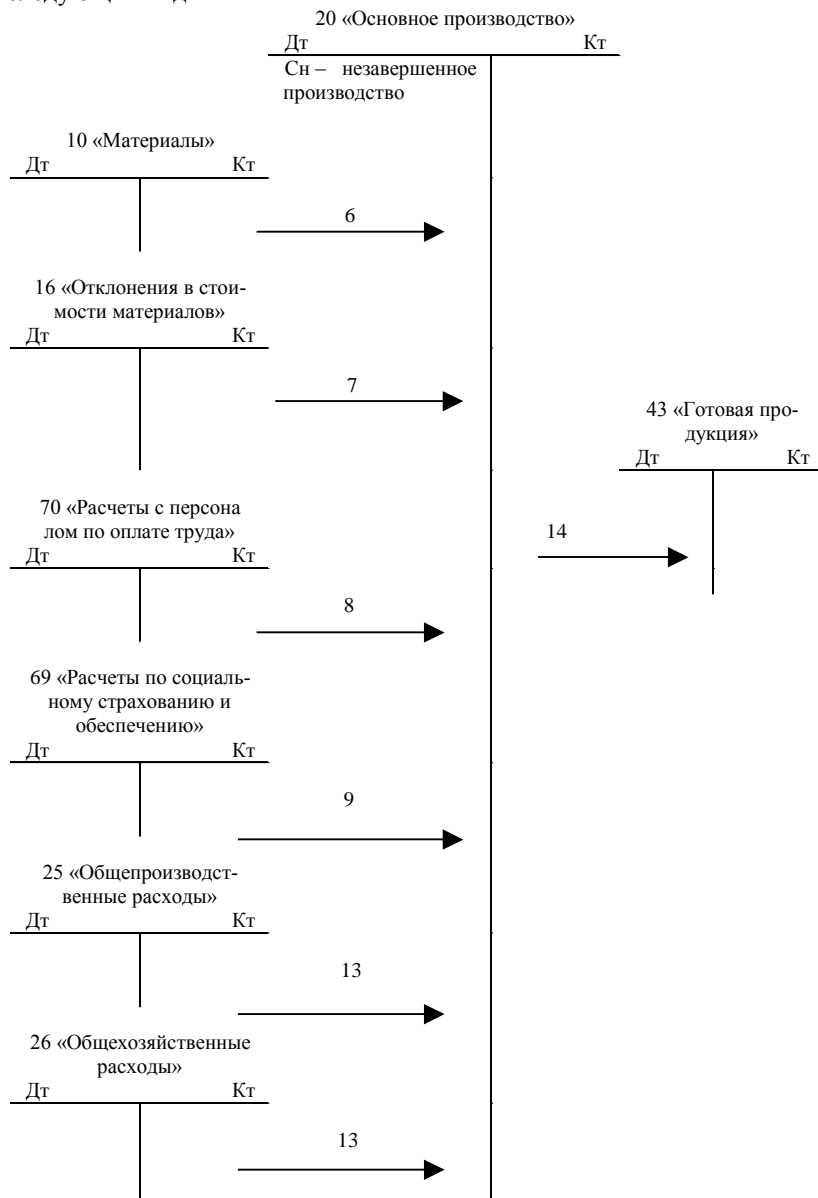 20 «Основное производство»
Дт Кт
Сн – незавершенное
производство
10 «Материалы»
Дт Кт
6
16 «Отклонения в стои-
мости материалов»
Дт Кт
7
43 «Готовая про-
дукция»
Дт Кт
70 «Расчеты с персона
лом по оплате труда»
Дт Кт
14
8
69 «Расчеты по социаль-
ному страхованию и
обеспечению»
Дт Кт
9
25 «Общепроизводст-
венные расходы»
Дт Кт
13
26 «Общехозяйственные
расходы»
Дт Кт
13